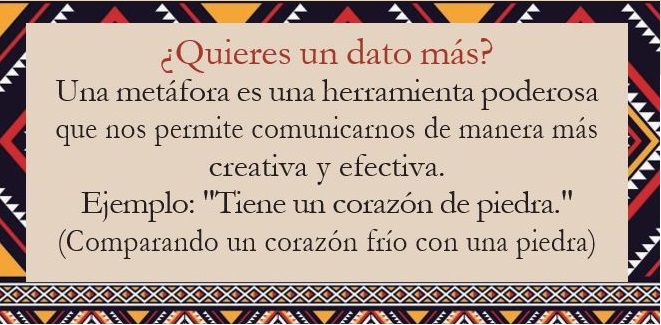 ¿Quieres un dato más?
Una metáfora es una herramienta poderosa
que nos permite comunicarnos de manera más
creativa y efectiva.
Ejemplo: "Tiene un corazón de piedra."
(Comparando un corazón frío con una piedra)